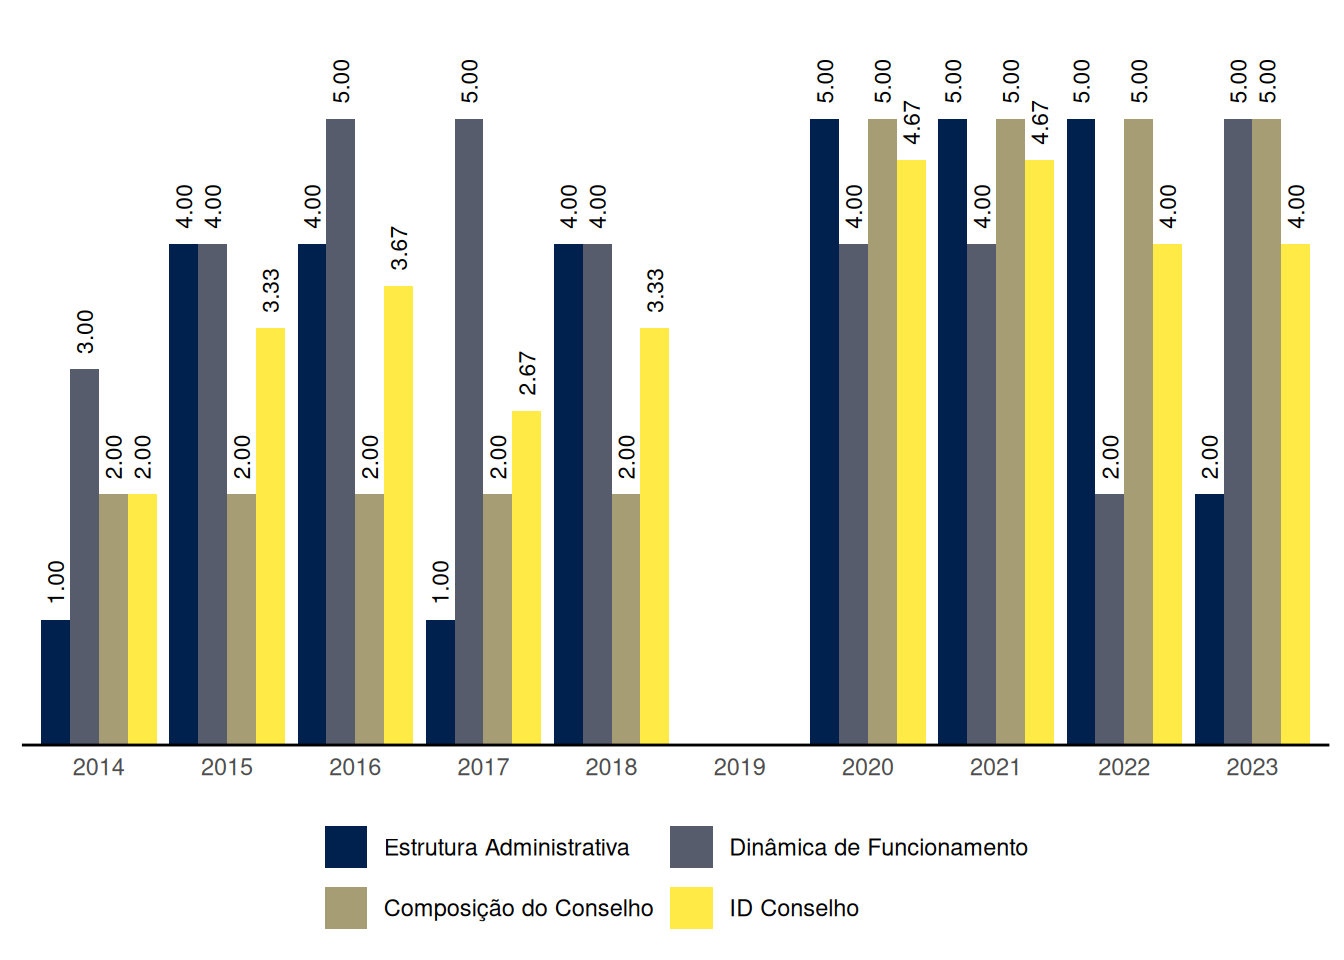 1.00 3.00 2.00 2.00 4.00 4.00 2.00 3.33 4.00 5.00 2.00 3.67 1.00 5.00 2.00 2.67 4.00 4.00 2.00 3.33 5.00 4.00 5.00 4.67 5.00 4.00 5.00 4.67 5.00 2.00 5.00 4.00 2.00 5.00 5.00 4.00
2014 2015 2016 2017 2018 2019 2020 2021 2022 2023
Estrutura Administrativa Dinâmica de Funcionamento
Composição do Conselho ID Conselho